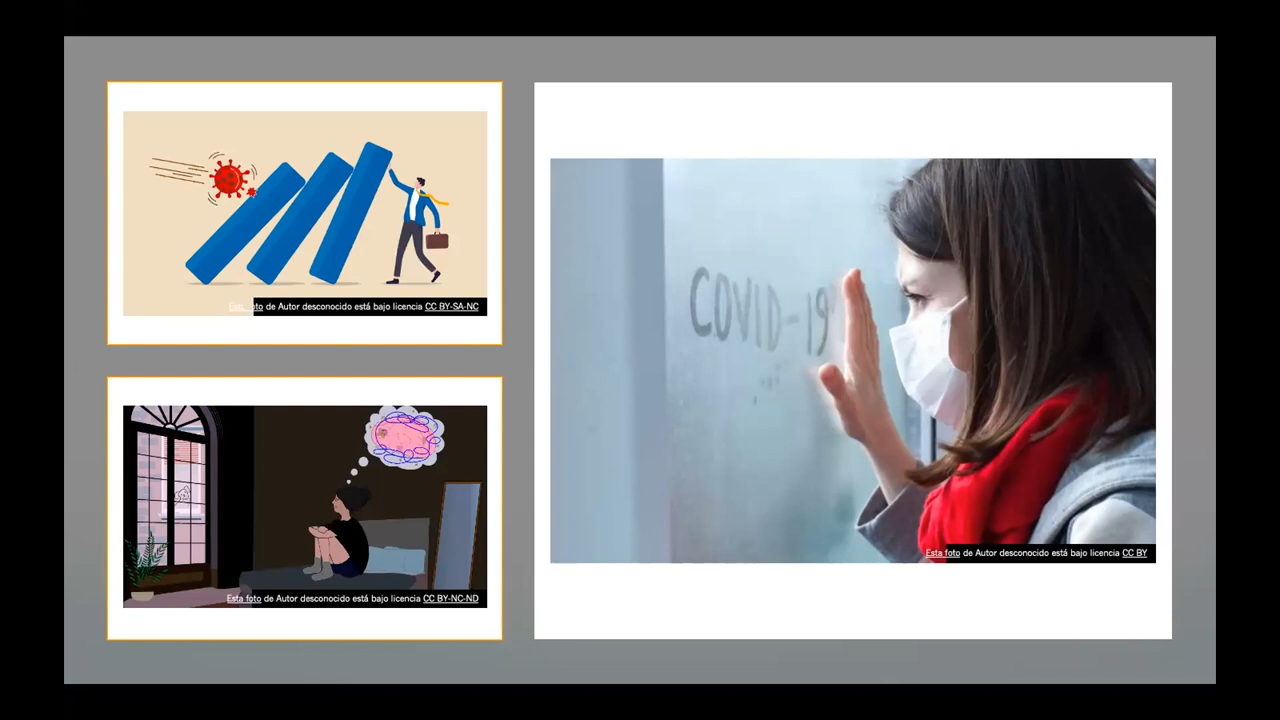 Esta foto de Autor desconocido está bajo licencia CC BY-SA-NC
COVID-19
Esta foto de Autor desconocido está bajo licencia CC BY
Esta foto de Autor desconocido está bajo licencia CC BY-NC-ND